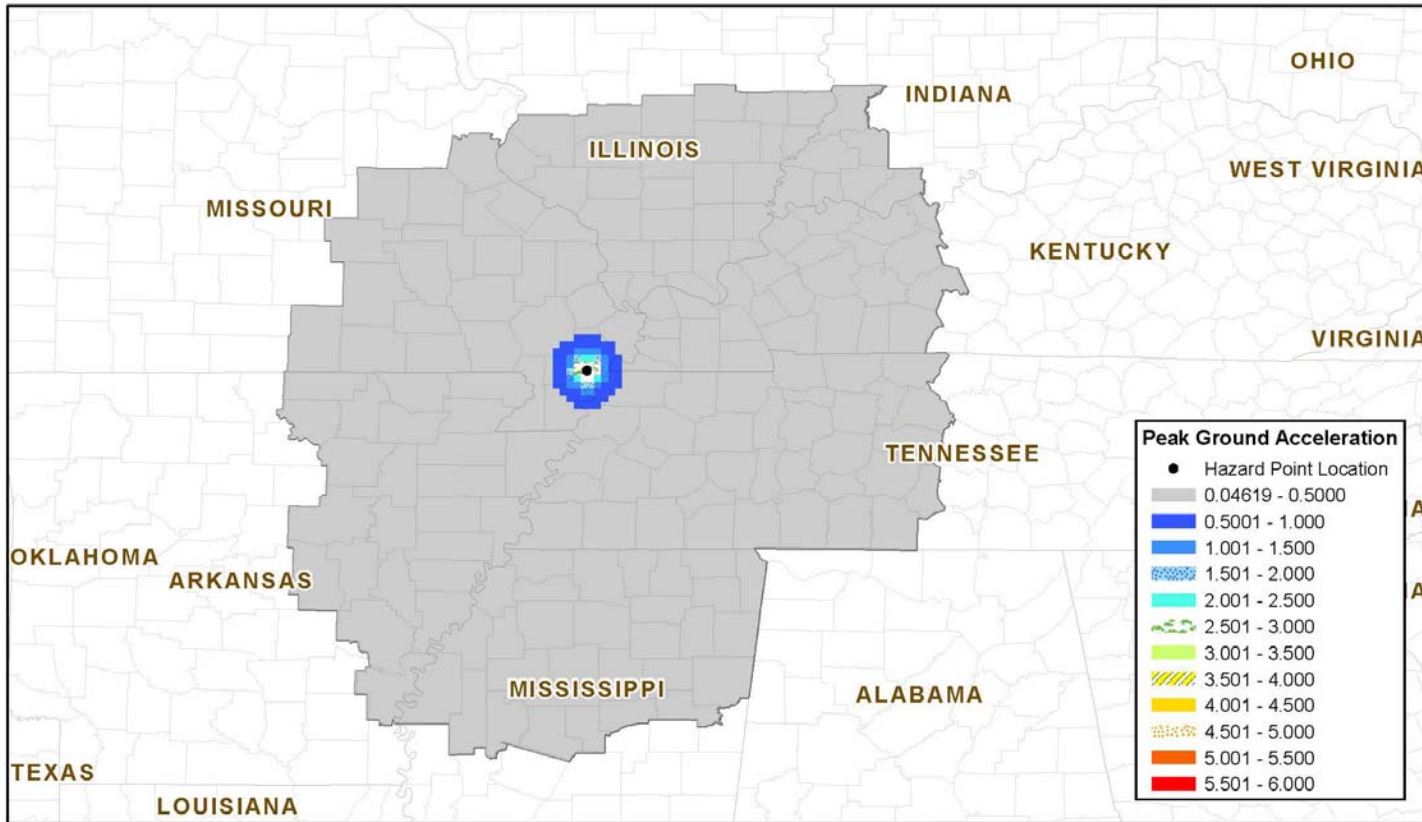 OHIO
INDIANA
ILLINOIS
WEST VIRGINIA
MISSOURI
KENTUCKY
VIRGINIA
TENNESSEE
OKLAHOMA
ARKANSAS
MISSISSIPPI
ALABAMA
TEXAS
LOUISIANA
A
A
Peak Ground Acceleration
Hazard Point Location
0.04619 - 0.5000
0.5001 - 1.000
1.001 - 1.500
1.501 - 2.000
2.001 - 2.500
2.501 - 3.000
3.001 - 3.500
3.501 - 4.000
4.001 - 4.500
4.501 - 5.000
5.001 - 5.500
5.501 - 6.000